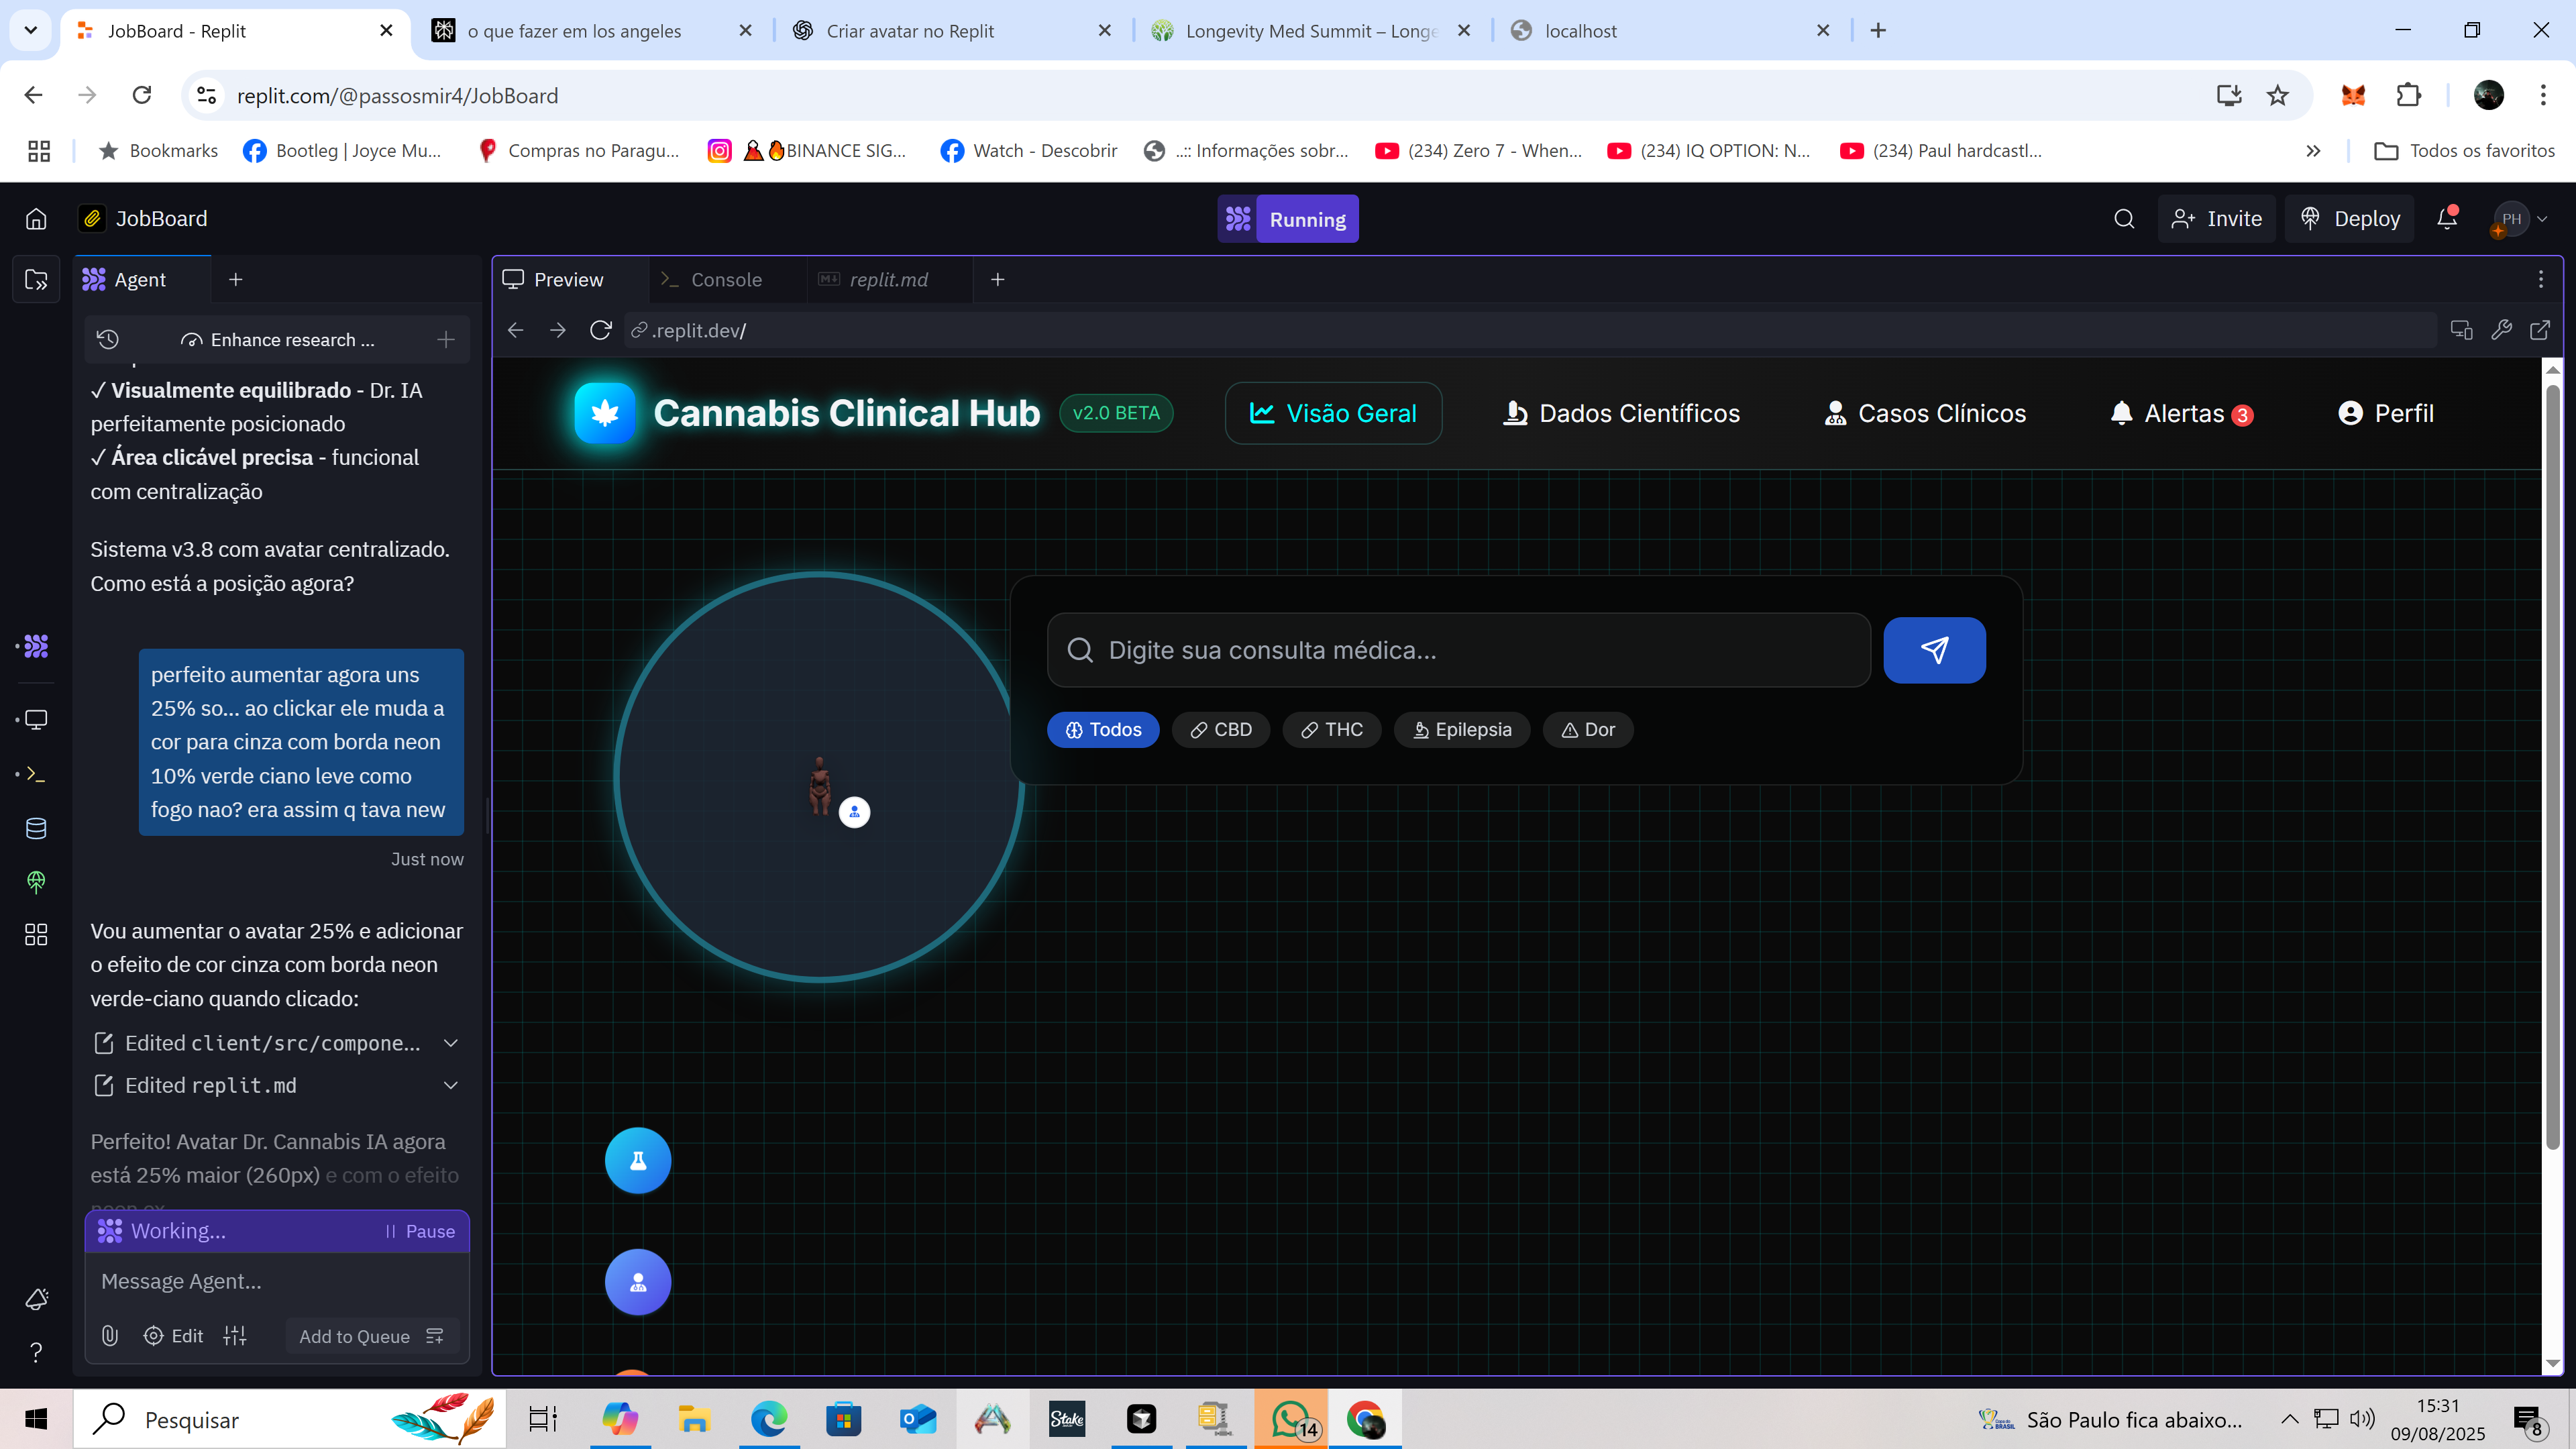 JobBoard - Replit
o que fazer em los angeles
Criar avatar no Replit
Longevity Med Summit – Longe
localhost
replit.com/@passosmir4/JobBoard
Bookmarks
Bootleg | Joyce Mu...
Compras no Paragu...
BINANCE SIG...
Watch - Descobrir
..:: Informações sobr...
(234) Zero 7 - When...
(234) IQ OPTION: N...
(234) Paul hardcastl...
Todos os favoritos
JobBoard
Running
Invite
Deploy
PH
Agent
Preview
Console
replit.md
Enhance research ...
.replit.dev/
✓ Visualmente equilibrado - Dr. IA
perfeitamente posicionado
✓ Área clicável precisa - funcional
com centralização
Sistema v3.8 com avatar centralizado.
Como está a posição agora?
perfeito aumentar agora uns
25% so... ao clickar ele muda a
cor para cinza com borda neon
10% verde ciano leve como
fogo nao? era assim q tava new
Just now
Vou aumentar o avatar 25% e adicionar
o efeito de cor cinza com borda neon
verde-ciano quando clicado:
Edited client/src/compone...
Edited replit.md
Perfeito! Avatar Dr. Cannabis IA agora
está 25% maior (260px) e com o efeito
Working...
Pause
Message Agent...
Edit
Add to Queue
Cannabis Clinical Hub
v2.0 BETA
Visão Geral
Dados Científicos
Casos Clínicos
Alertas 3
Perfil
Digite sua consulta médica...
Todos
CBD
THC
Epilepsia
Dor
Pesquisar
Stake
14
São Paulo fica abaixo...
15:31
09/08/2025
8